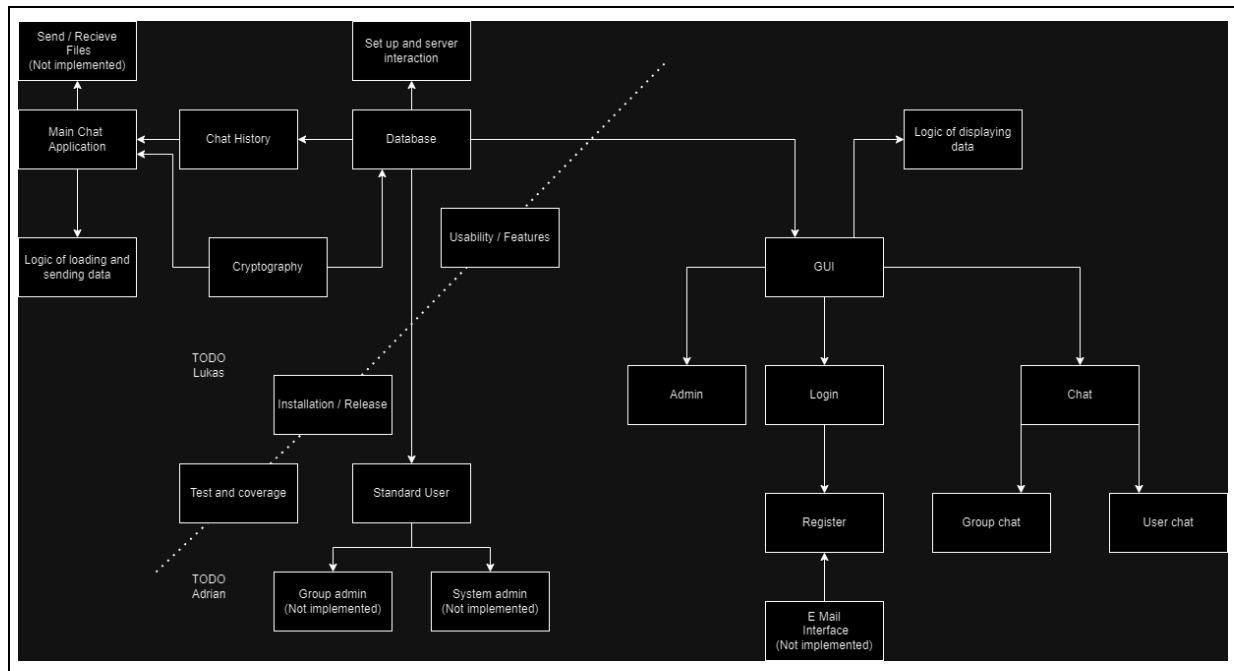 Send / Recieve
Files
(Not implemented)
Set up and server
interaction
Main Chat
Application
Chat History
Database
Logic of displaying
data
Usability / Features
Logic of loading and
sending data
Cryptography
GUI
TODO
Lukas
Installation / Release
Admin
Login
Chat
Test and coverage
Standard User
Register
Group chat
User chat
TODO
Adrian
Group admin
(Not implemented)
System admin
(Not implemented)
E Mail
Interface
(Not implemented)